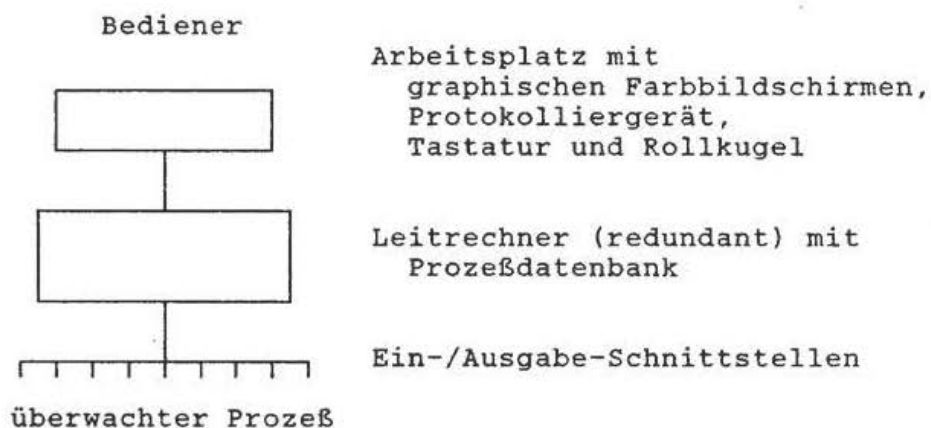 Bediener
Arbeitsplatz mit
graphischen Farbbildschirmen,
Protokolliergerät,
Tastatur und Rollkugel
Leitrechner (redundant) mit
Prozeßdatenbank
Ein-/Ausgabe-Schnittstellen
überwachter Prozeß